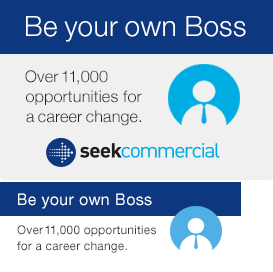 Be your own Boss
Over 11,000
opportunities for
a career change.
seekcommercial
Be your own Boss
Over 11,000 opportunities
for a career change.